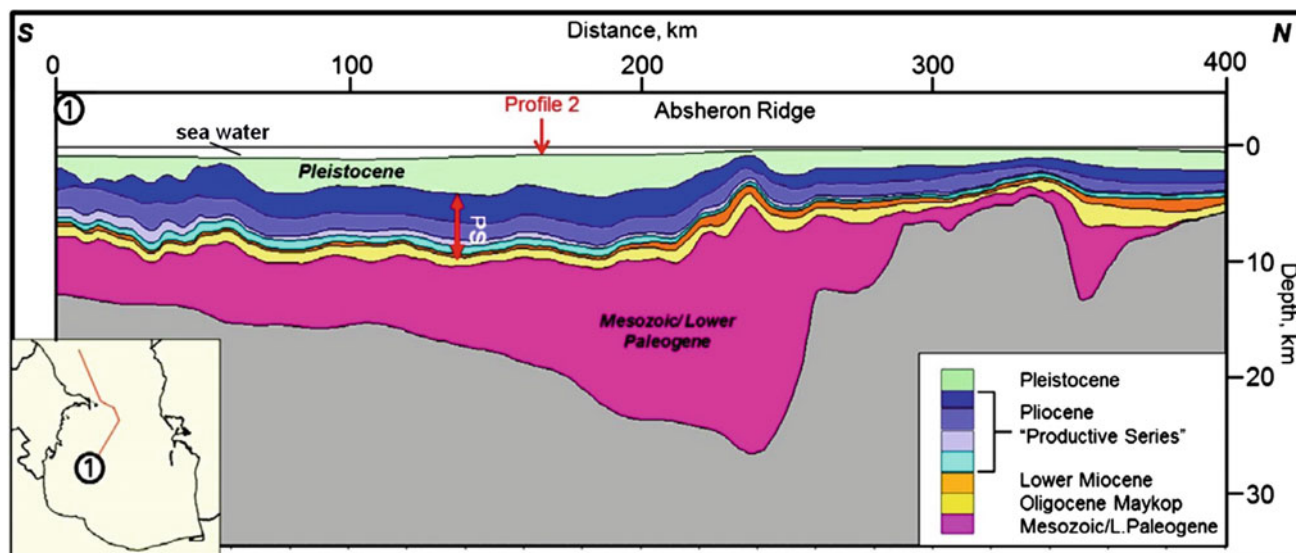 S
Distance, km
N
0
100
200
300
400
1
Profile 2
Absheron Ridge
sea water
Pleistocene
PS
Mesozoic/Lower
Paleogene
0
10
20
30
Depth, km
1
Pleistocene
Pliocene
"Productive Series"
Lower Miocene
Oligocene Maykop
Mesozoic/L.Paleogene